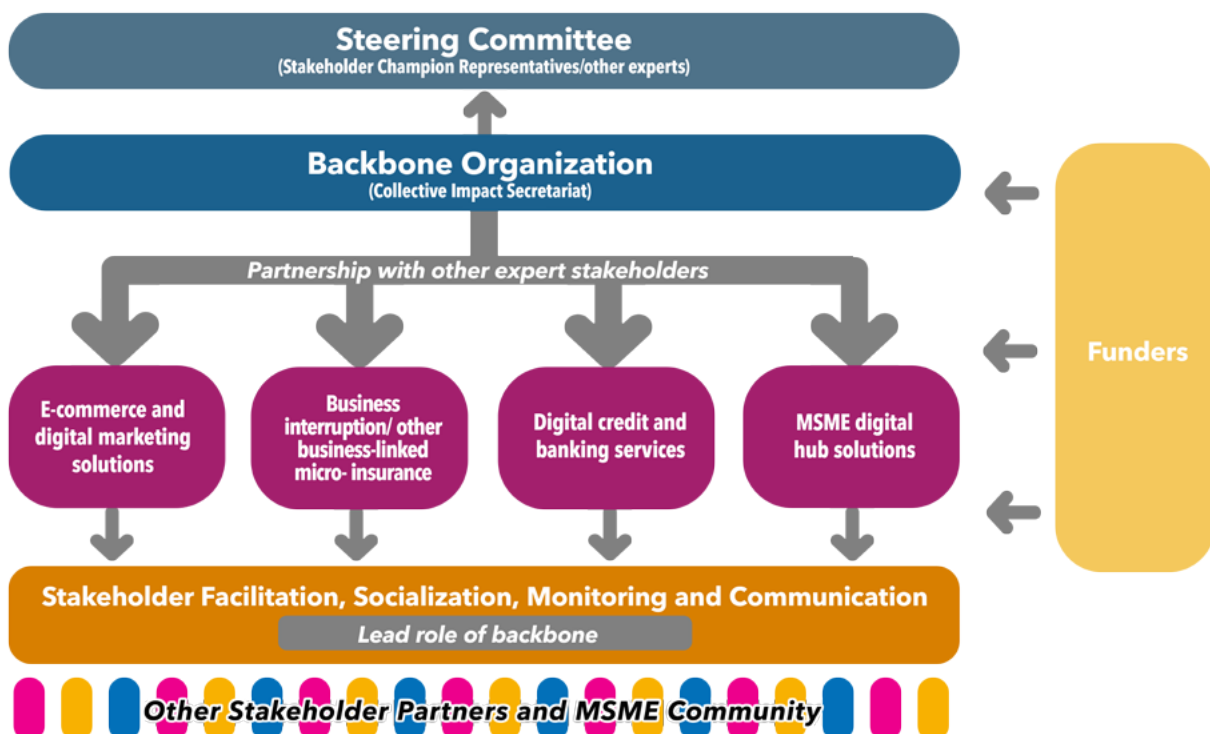 Steering Committee
(Stakeholder Champion Representatives/other experts)
Backbone Organization
(Collective Impact Secretariat)
Partnership with other expert stakeholders
E-commerce and
digital marketing
solutions
Business
interruption/ other
business-linked
micro- insurance
Digital credit and
banking services
MSME digital
hub solutions
Funders
Stakeholder Facilitation, Socialization, Monitoring and Communication
Lead role of backbone
Other Stakeholder Partners and MSME Community